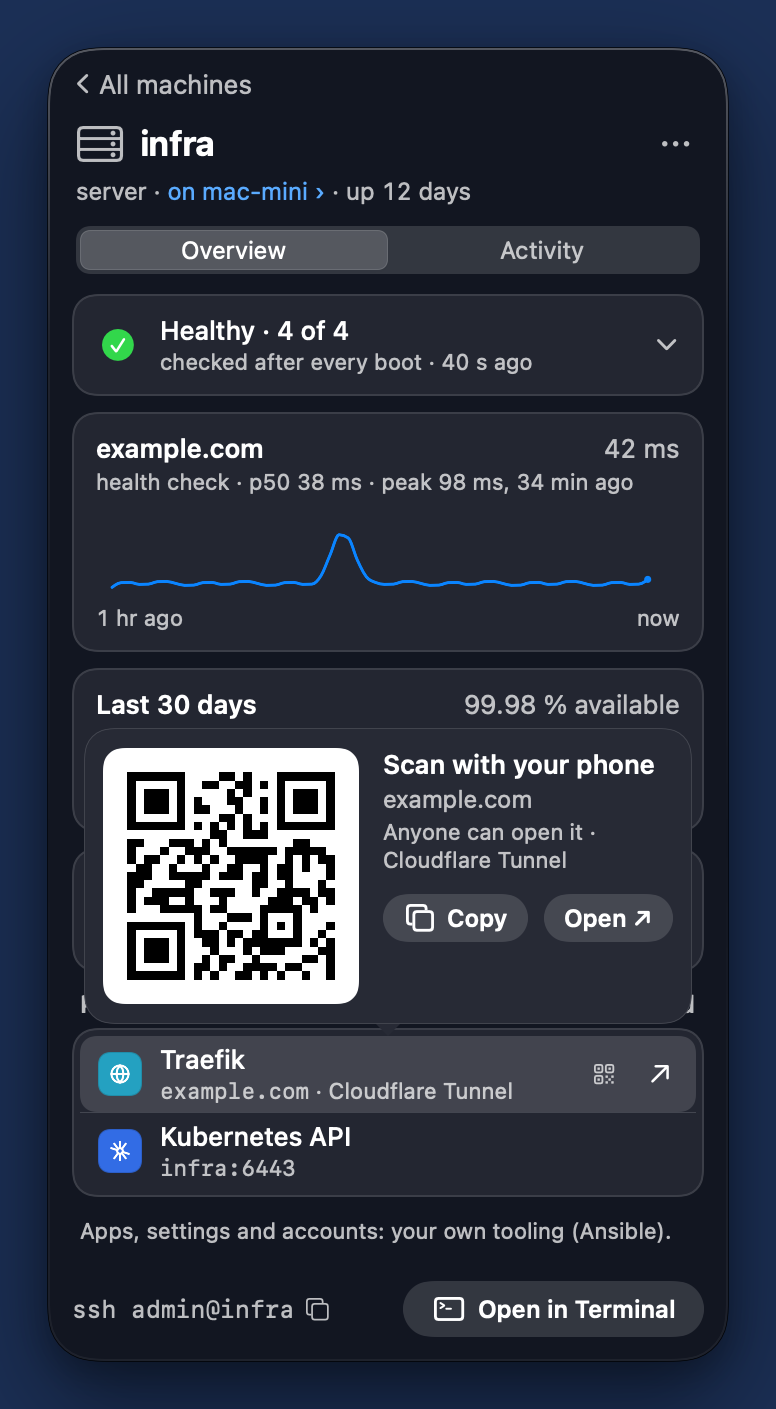 All machines
infra
server · on mac-mini › · up 12 days
Overview
Activity
Healthy · 4 of 4
checked after every boot · 40 s ago
example.com
42 ms
health check · p50 38 ms · peak 98 ms, 34 min ago
1 hr ago
now
Last 30 days
99.98 % available
Scan with your phone
example.com
Anyone can open it ·
Cloudflare Tunnel
Copy
Open
Traefik
example.com · Cloudflare Tunnel
Kubernetes API
infra:6443
Apps, settings and accounts: your own tooling (Ansible).
ssh admin@infra
Open in Terminal